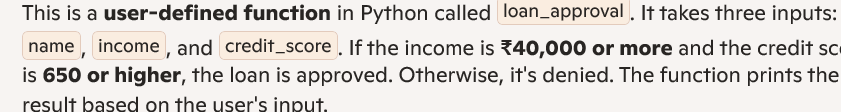 This is a user-defined function in Python called loan_approval. It takes three inputs:
name, income, and credit_score. If the income is ₹40,000 or more and the credit
is 650 or higher, the loan is approved. Otherwise, it's denied. The function prints the
result based on the user's input.